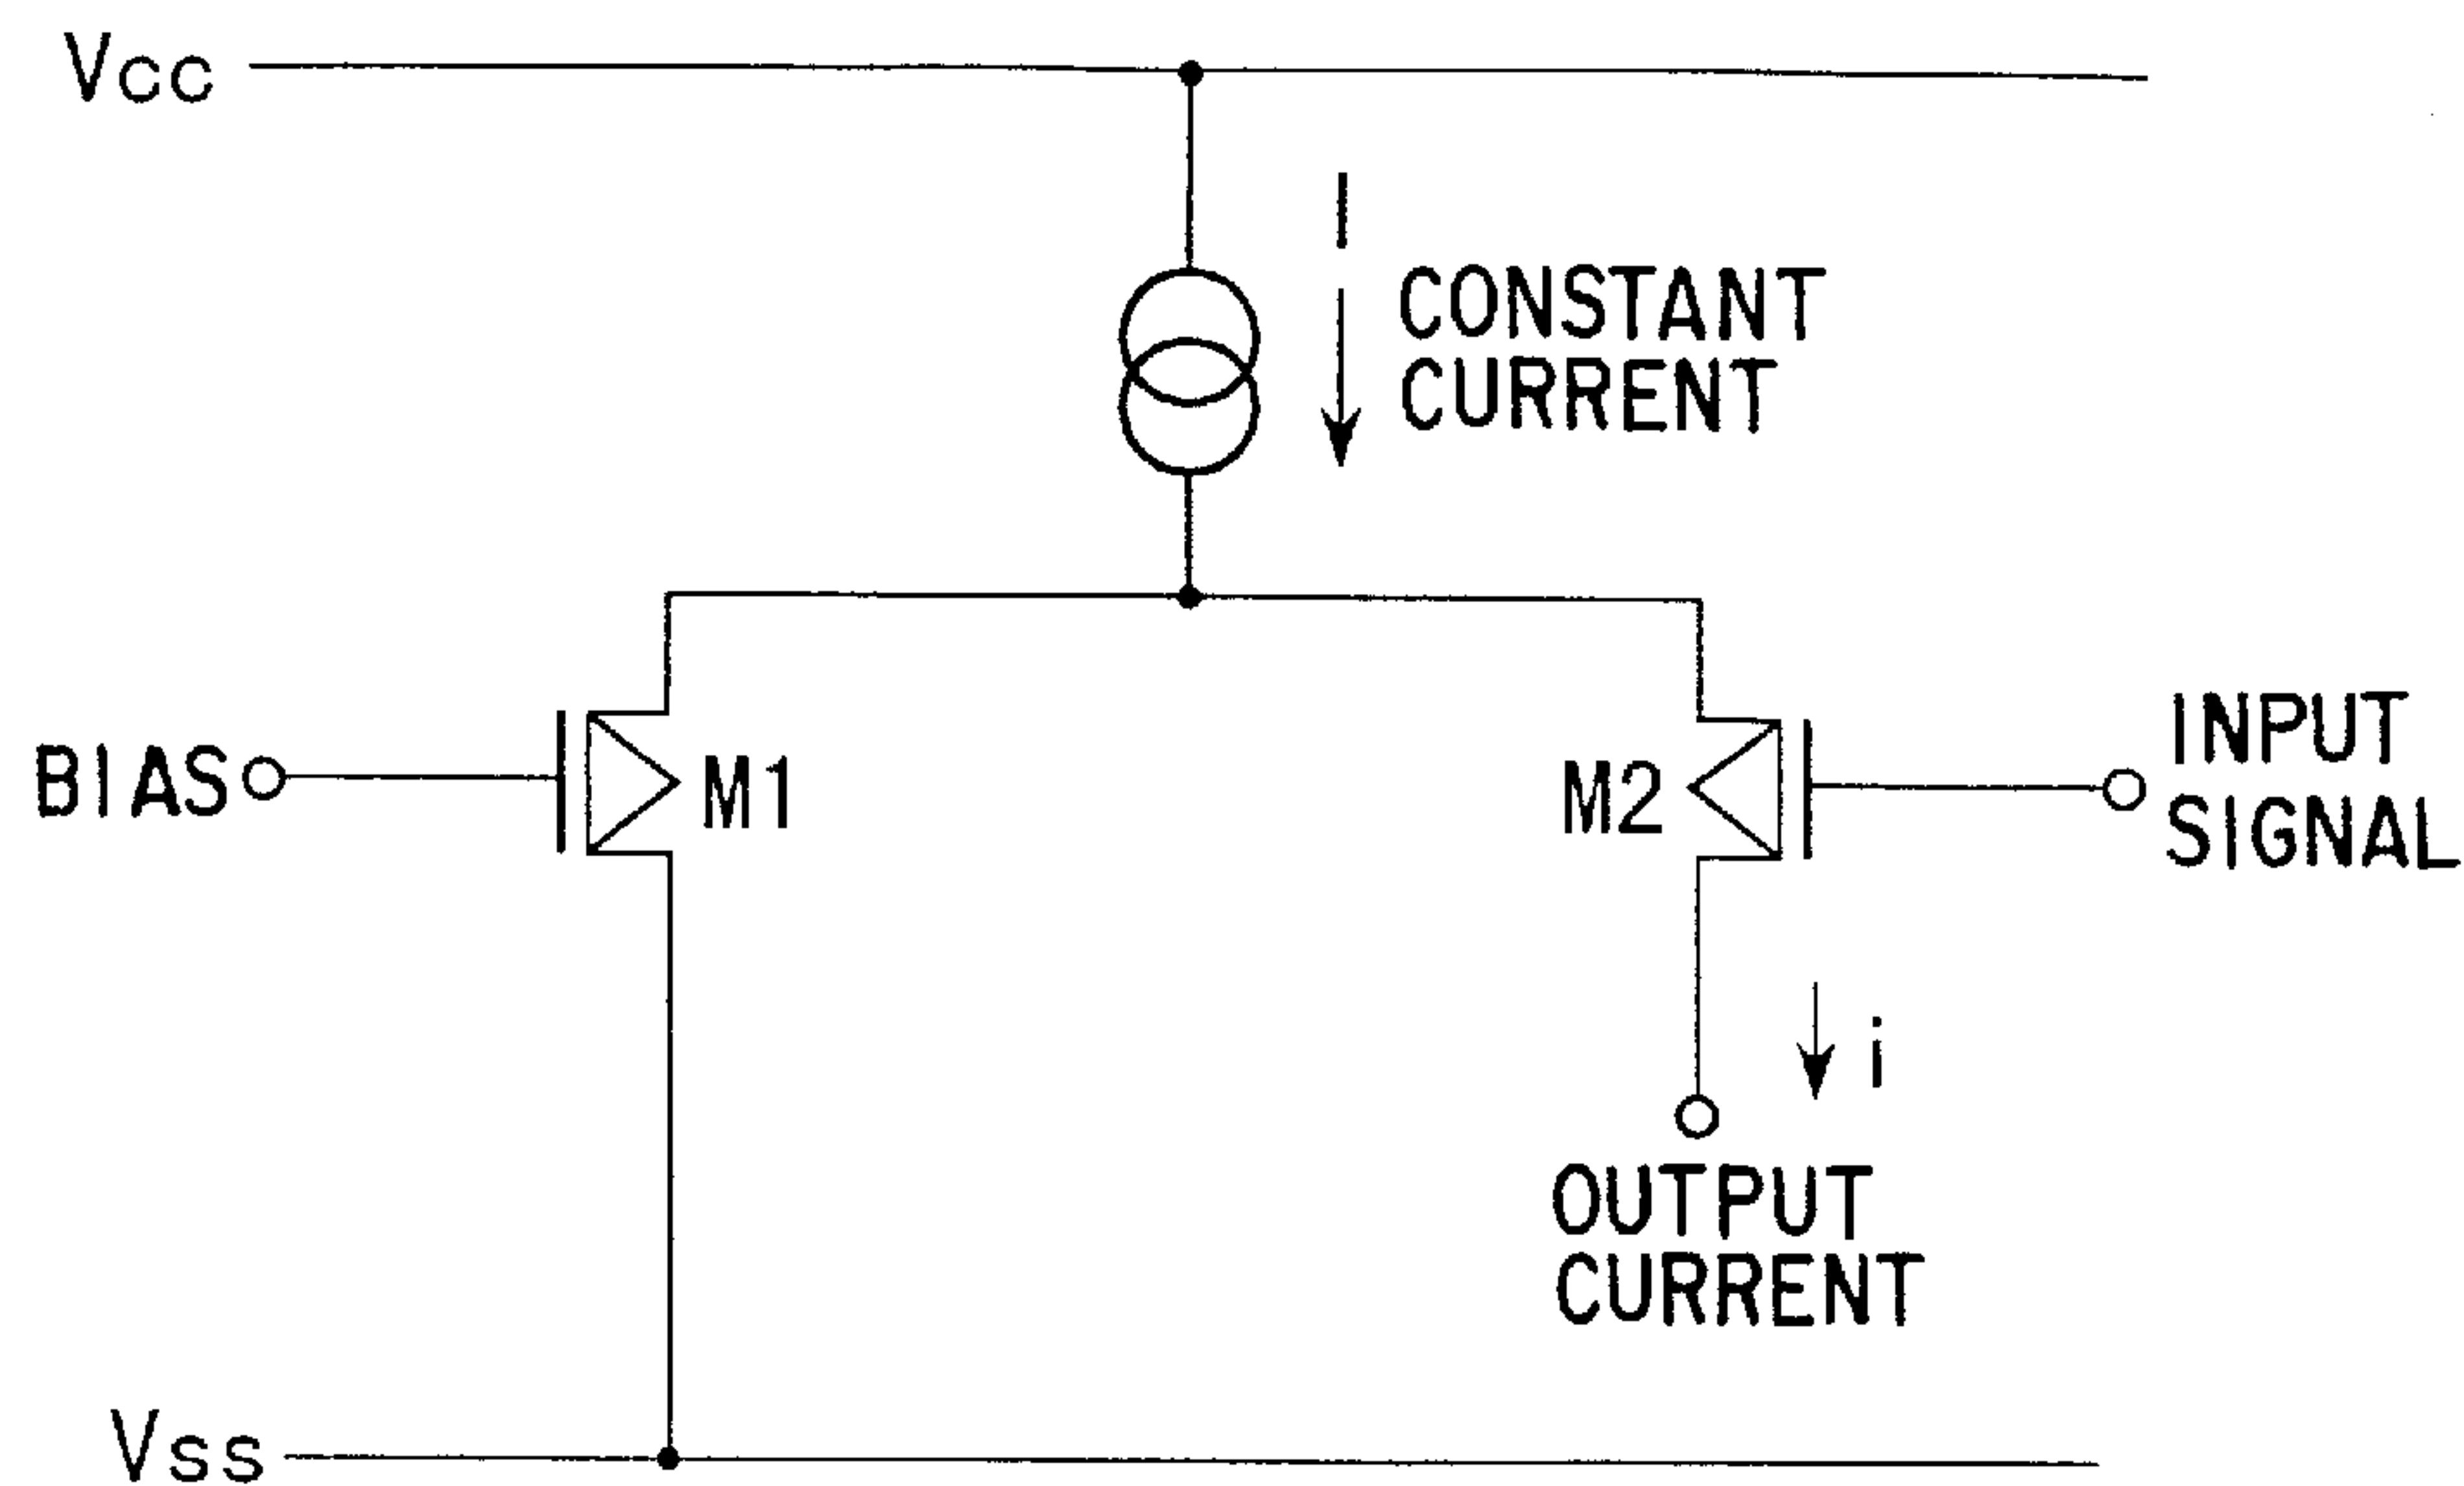 Vcc
I
CONSTANT
CURRENT
BIAS
M1
M2
INPUT
SIGNAL
i
OUTPUT
CURRENT
Vss